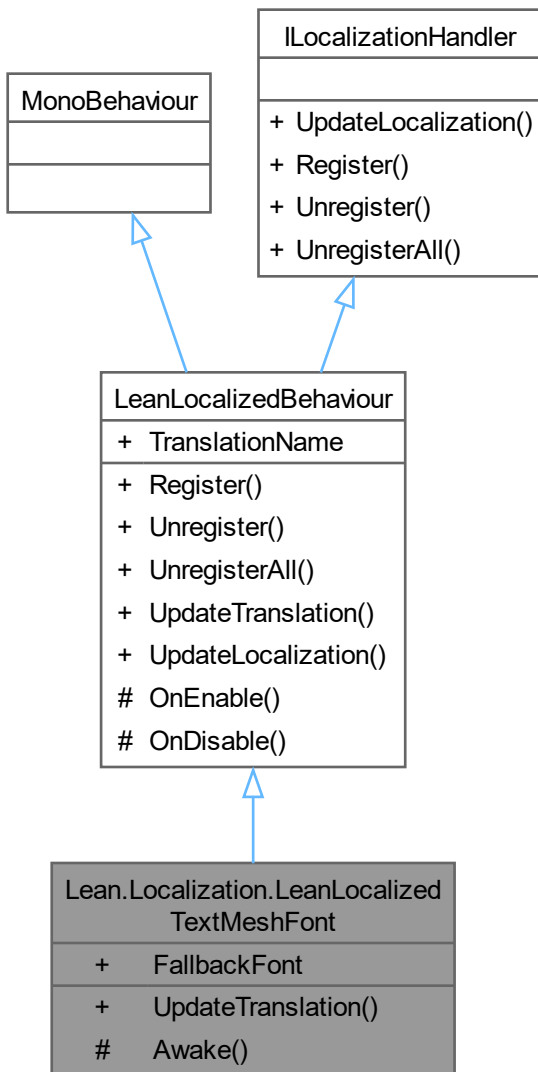 ILocalizationHandler
+ UpdateLocalization()
+ Register()
+ Unregister()
+ UnregisterAll()
MonoBehaviour
LeanLocalizedBehaviour
+ TranslationName
+ Register()
+ Unregister()
+ UnregisterAll()
+ UpdateTranslation()
+ UpdateLocalization()
# OnEnable()
# OnDisable()
Lean.Localization.LeanLocalized
TextMeshFont
+ FallbackFont
+ UpdateTranslation()
# Awake()